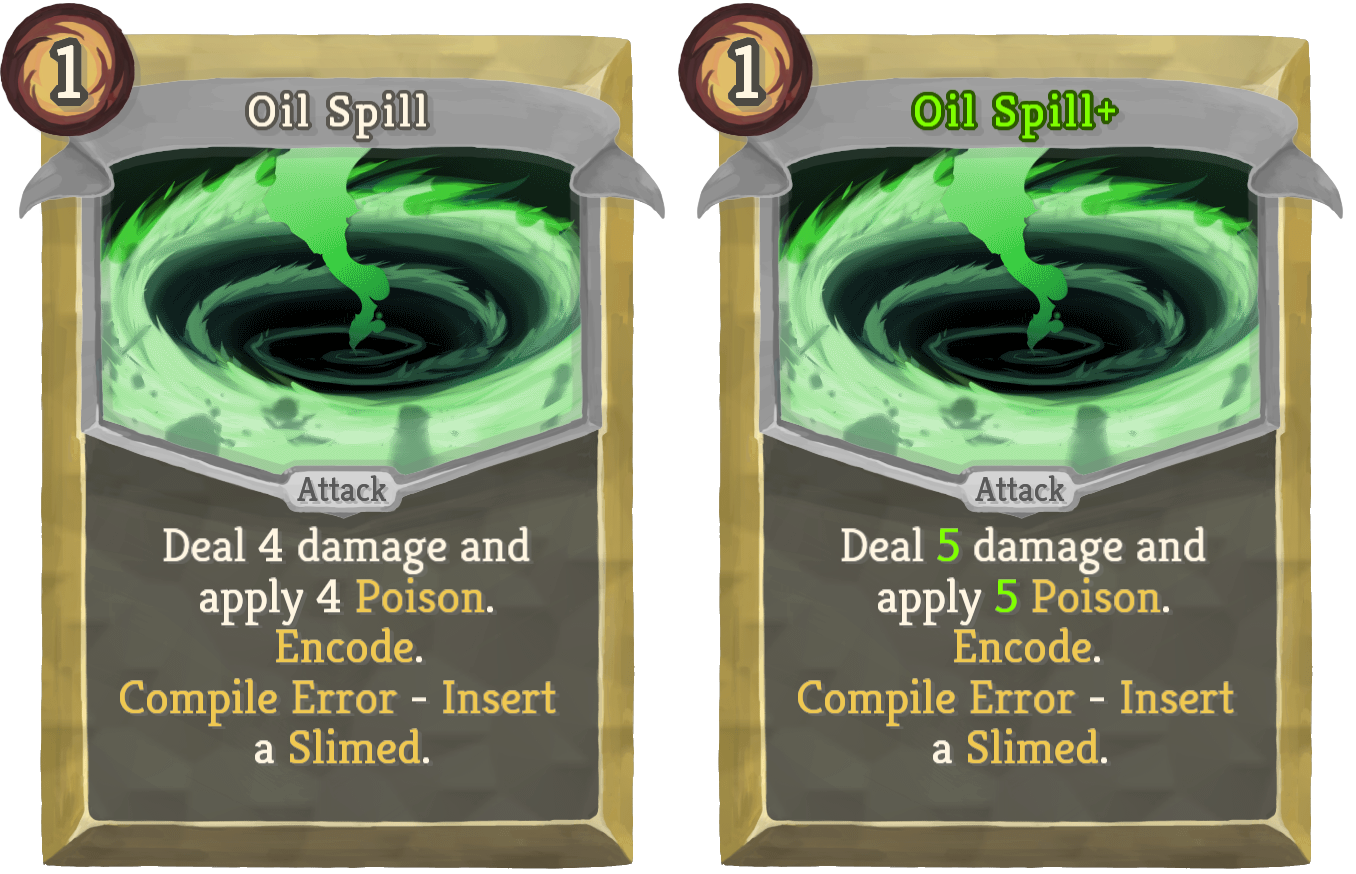 1
Oil Spill
Attack
Deal 4 damage and
apply 4 Poison.
Encode.
Compile Error - Insert
a Slimed.
1
Oil Spill+
Attack
Deal 5 damage and
apply 5 Poison.
Encode.
Compile Error - Insert
a Slimed.